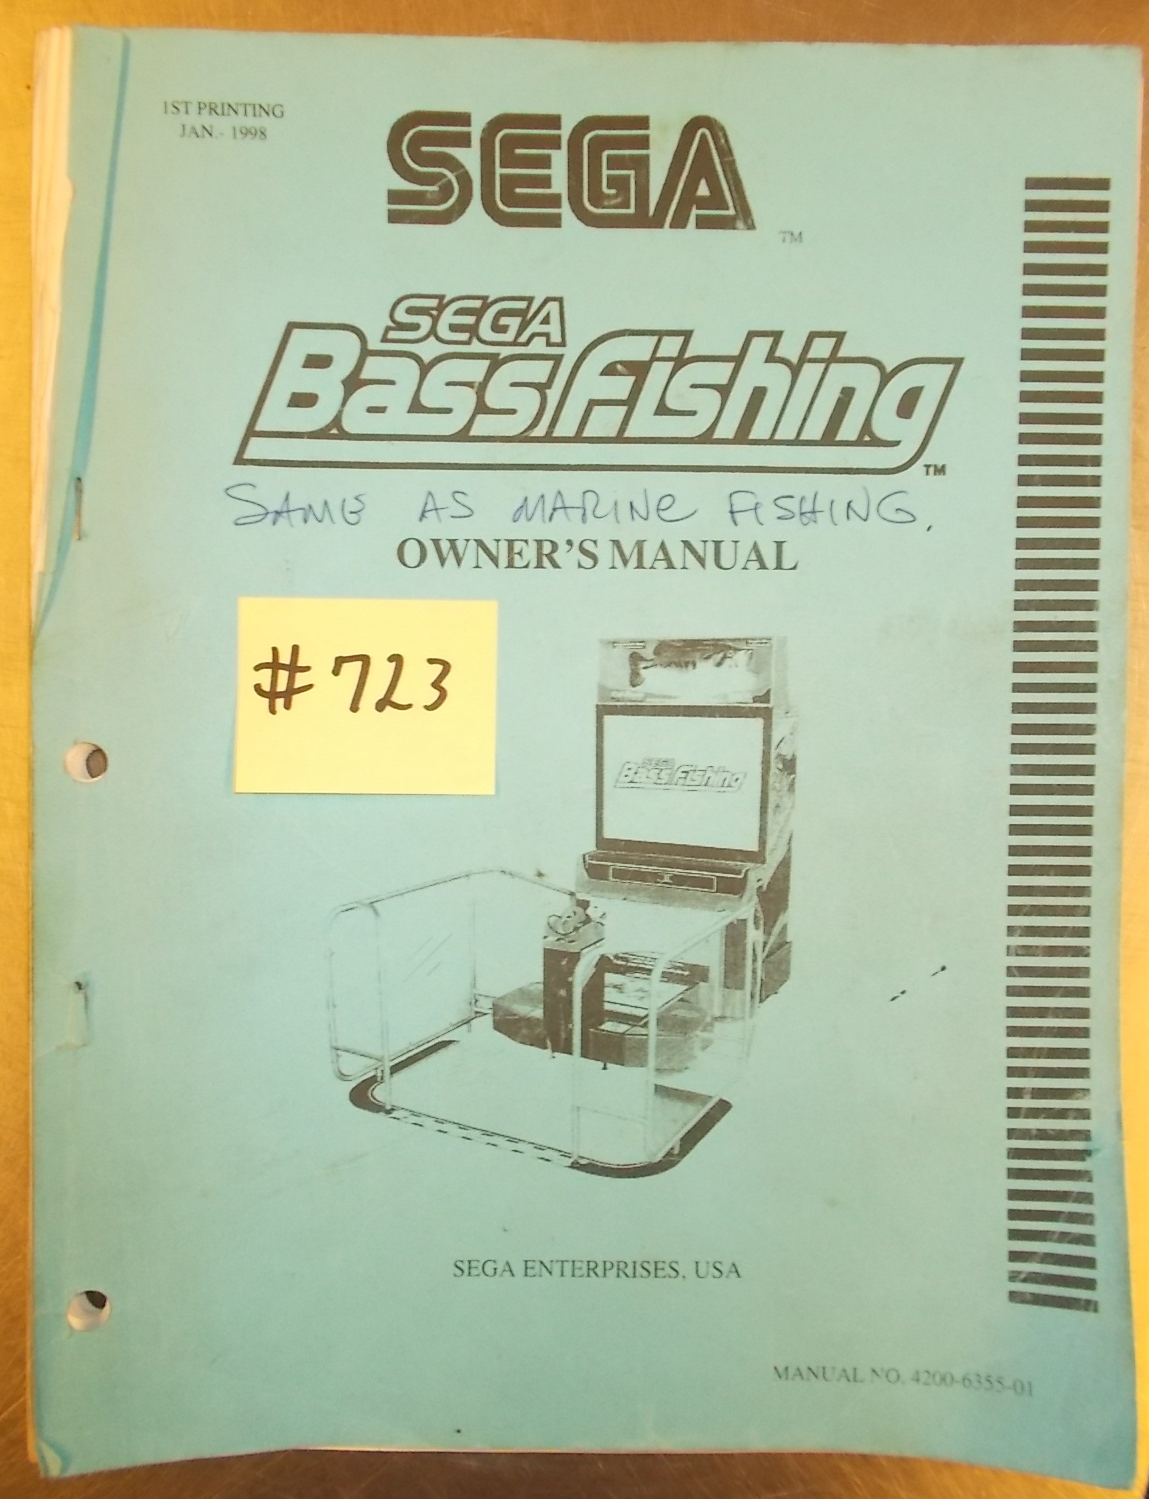 1ST PRINTING
JAN.- 1998
SEGA
TM
SEGA
Bass Fishing
TM
SAME AS MARINE FISHING.
OWNER'S MANUAL
#723
SEGA
Bass Fishing
SEGA ENTERPRISES, USA
MANUAL NO. 4200-6355-01